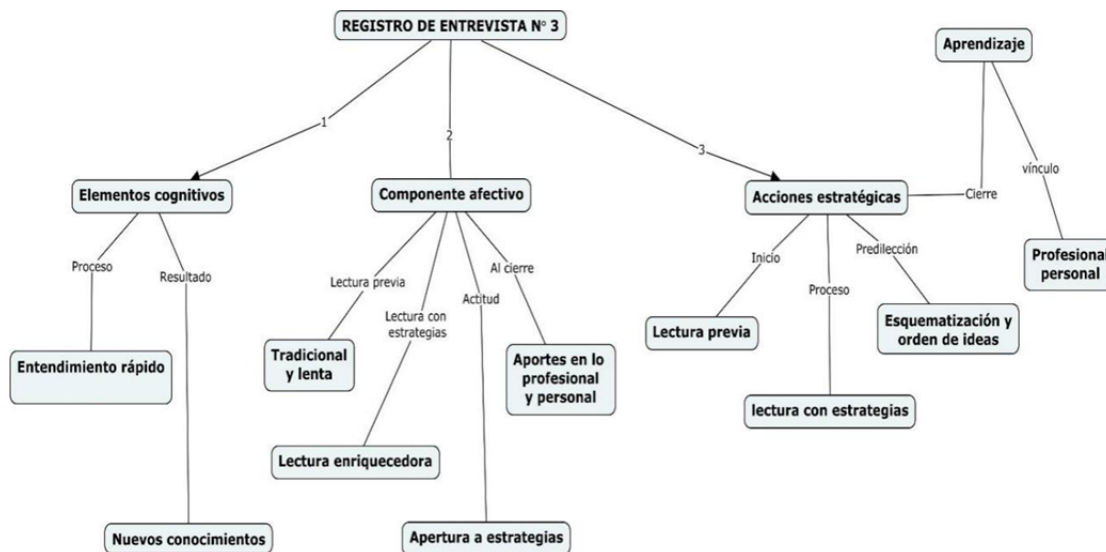 REGISTRO DE ENTREVISTA N° 3
Aprendizaje
1
2
3
vínculo
Elementos cognitivos
Componente afectivo
Acciones estratégicas
Cierre
Proceso
Resultado
Lectura previa
Lectura con
estrategias
Actitud
Al cierre
Inicio
Proceso
Predilección
Profesional
personal
Entendimiento rápido
Tradicional
y lenta
Aportes en lo
profesional
y personal
Lectura previa
Esquematización y
orden de ideas
lectura con estrategias
Lectura enriquecedora
Nuevos conocimientos
Apertura a estrategias